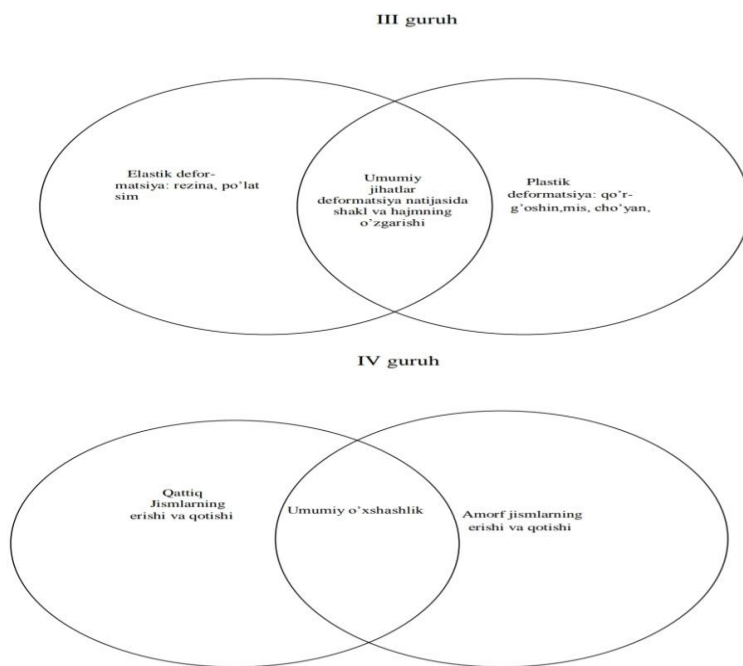 III guruh
Elastik defor-
matsiya: rezina, po’lat
sim
Umumiy
jihatlar
deformatsiya natijasida
shakl va hajmning
o’zgarishi
Plastik
deformatsiya: qo’r-
g’oshin,mis, cho’yan,
IV guruh
Qattiq
Jismlarning
erishi va qotishi
Umumiy o’xshashlik
Amorf jismlarning
erishi va qotishi